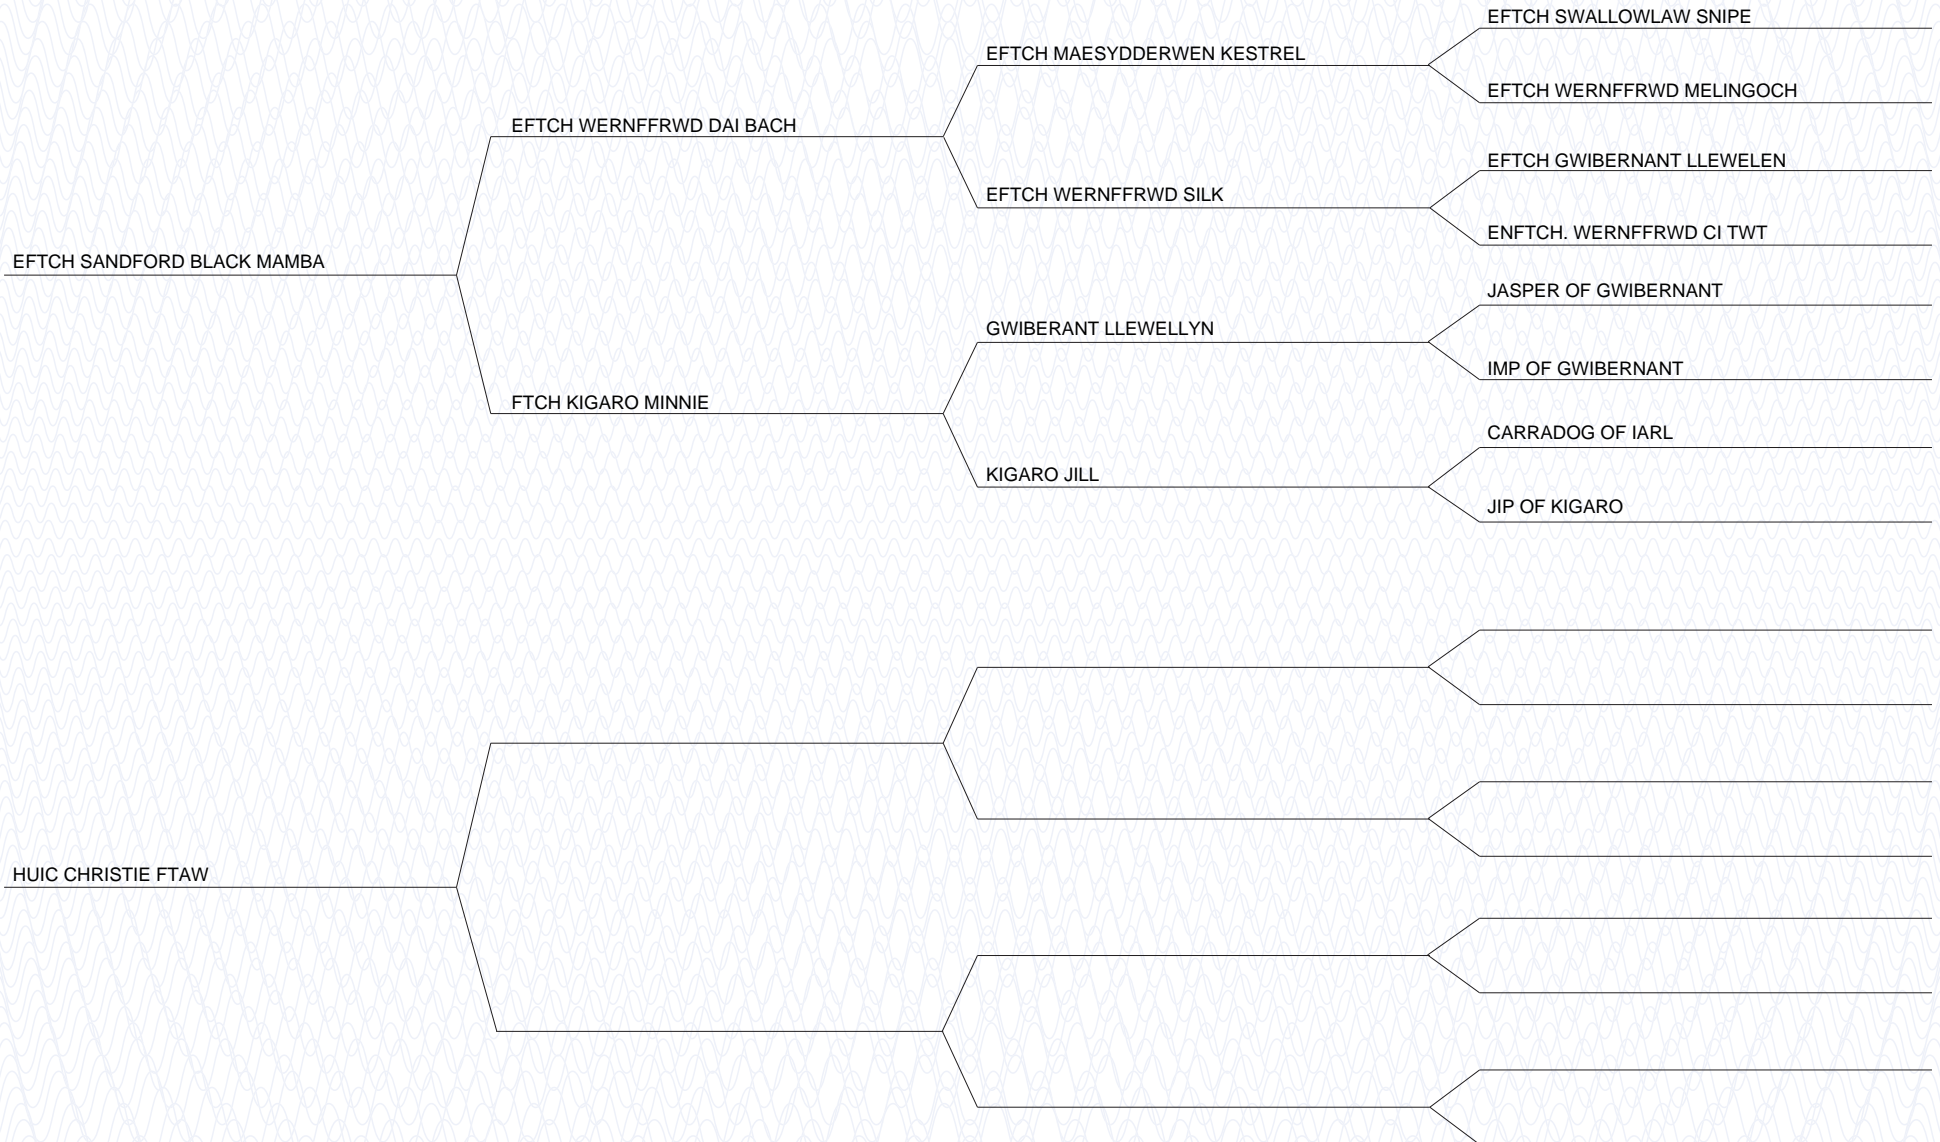 EFTCH SWALLOWLAW SNIPE
EFTCH MAESYDDERWEN KESTREL
EFTCH WERNFFRWD MELINGOCH
EFTCH WERNFFRWD DAI BACH
EFTCH GWIBERNANT LLEWELEN
EFTCH WERNFFRWD SILK
ENFTCH. WERNFFRWD CI TWT
EFTCH SANDFORD BLACK MAMBA
JASPER OF GWIBERNANT
GWIBERANT LLEWELLYN
IMP OF GWIBERNANT
FTCH KIGARO MINNIE
CARRADOG OF IARL
KIGARO JILL
JIP OF KIGARO
HUIC CHRISTIE FTAW